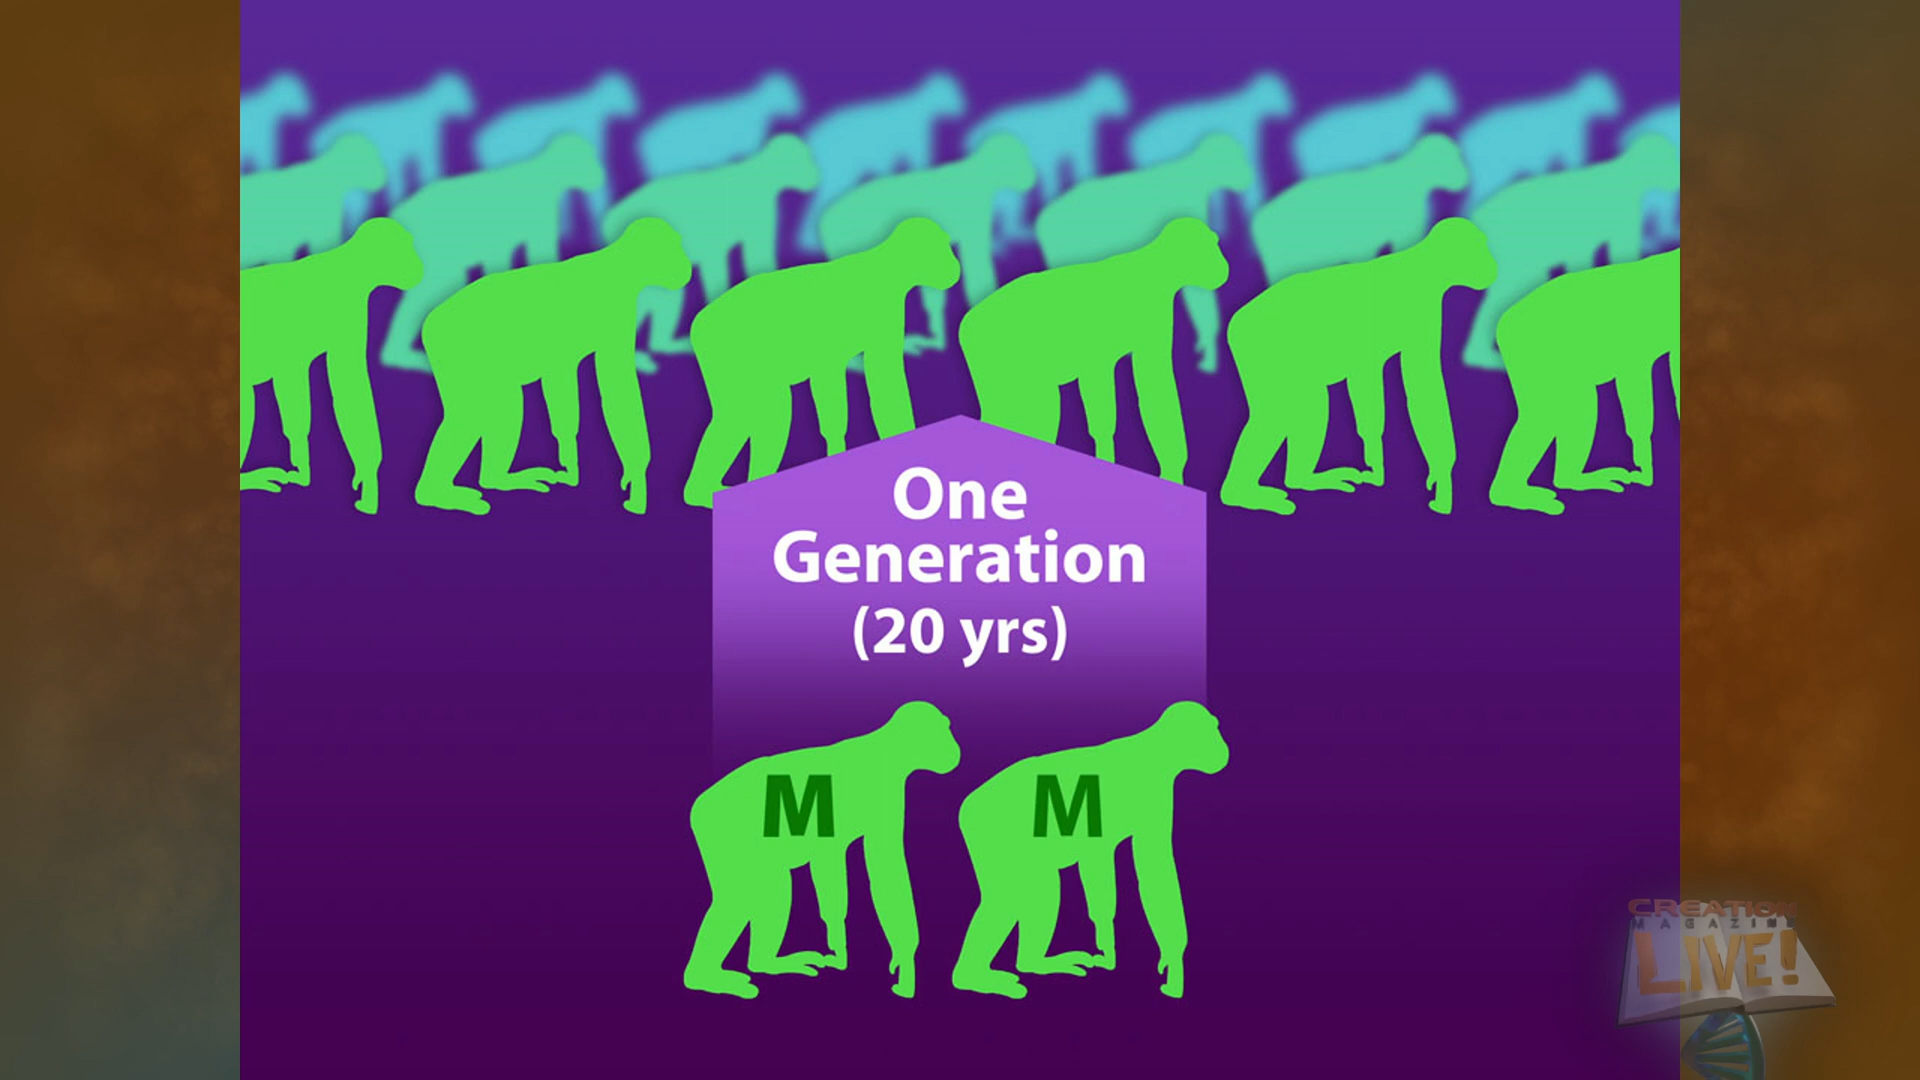 One
Generation
(20 yrs)
M M
CREATION
MAGAZINE
LIVE!